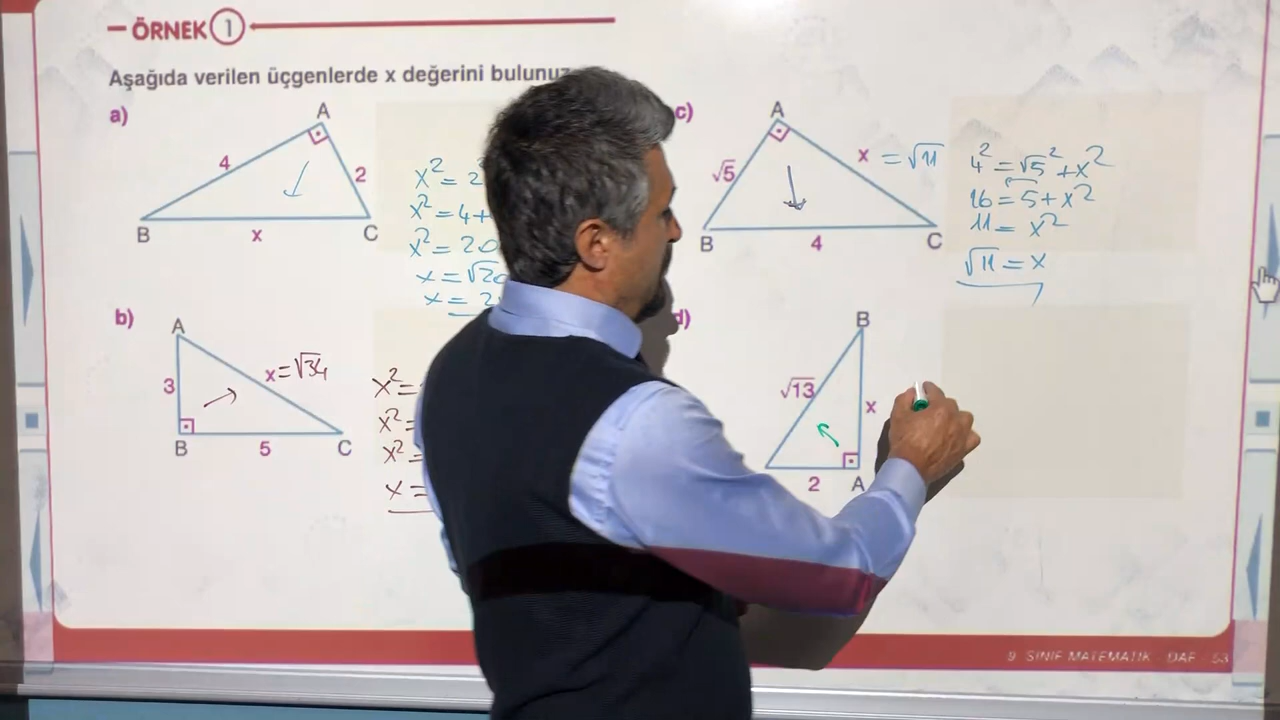 ÖRNEK 1
Aşağıda verilen üçgenlerde x değerini bulunuz
a)
A
4
2
B
x
C
x² = 2
x² = 4 +
x² = 20
x = √20
x = 2
b)
A
3
x = √34
B
5
C
x² =
x² =
x² =
x =
c)
A
√5
x = √11
B
4
C
4² = √5² + x²
16 = 5 + x²
11 = x²
√11 = x
d)
B
√13
x
2
A
9. SINIF MATEMATİK - DAF - 53